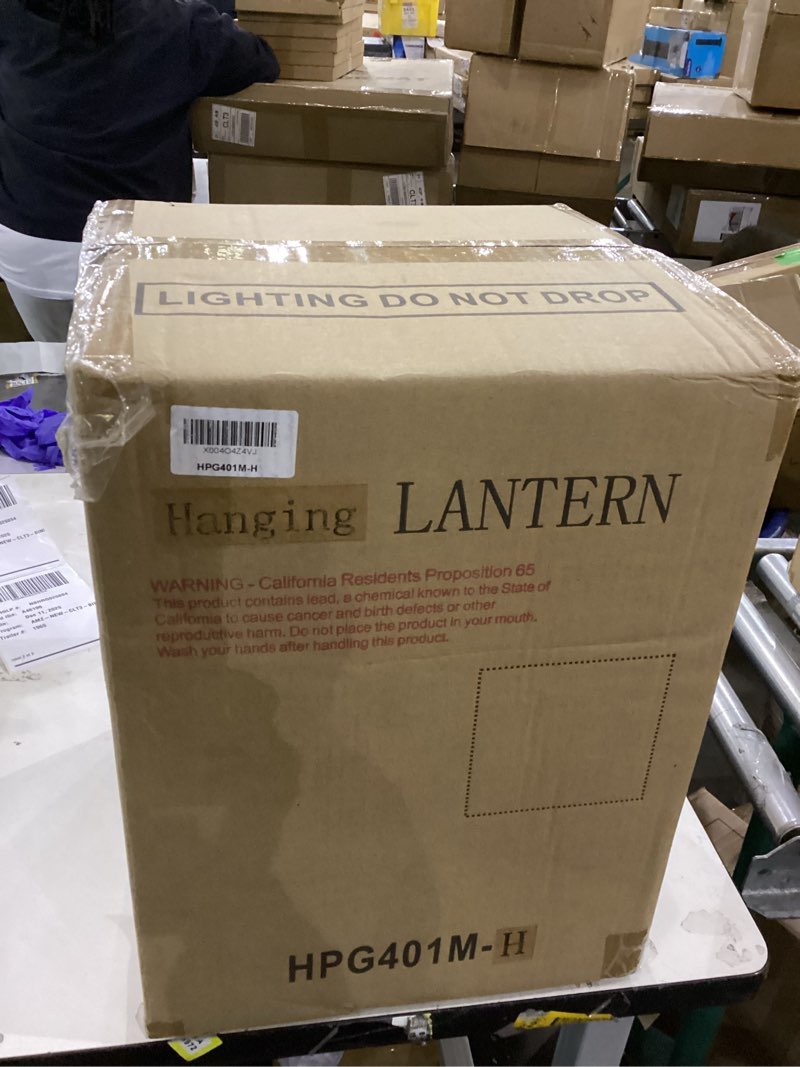 CLT2
LIGHTING DO NOT DROP
X004O4Z4VJ
HPG401M-H
Hanging LANTERN
WARNING - California Residents Proposition 65
This product contains lead, a chemical known to the State of
California to cause cancer and birth defects or other
reproductive harm. Do not place the product in your mouth.
Wash your hands after handling this product.
HPG401M-H